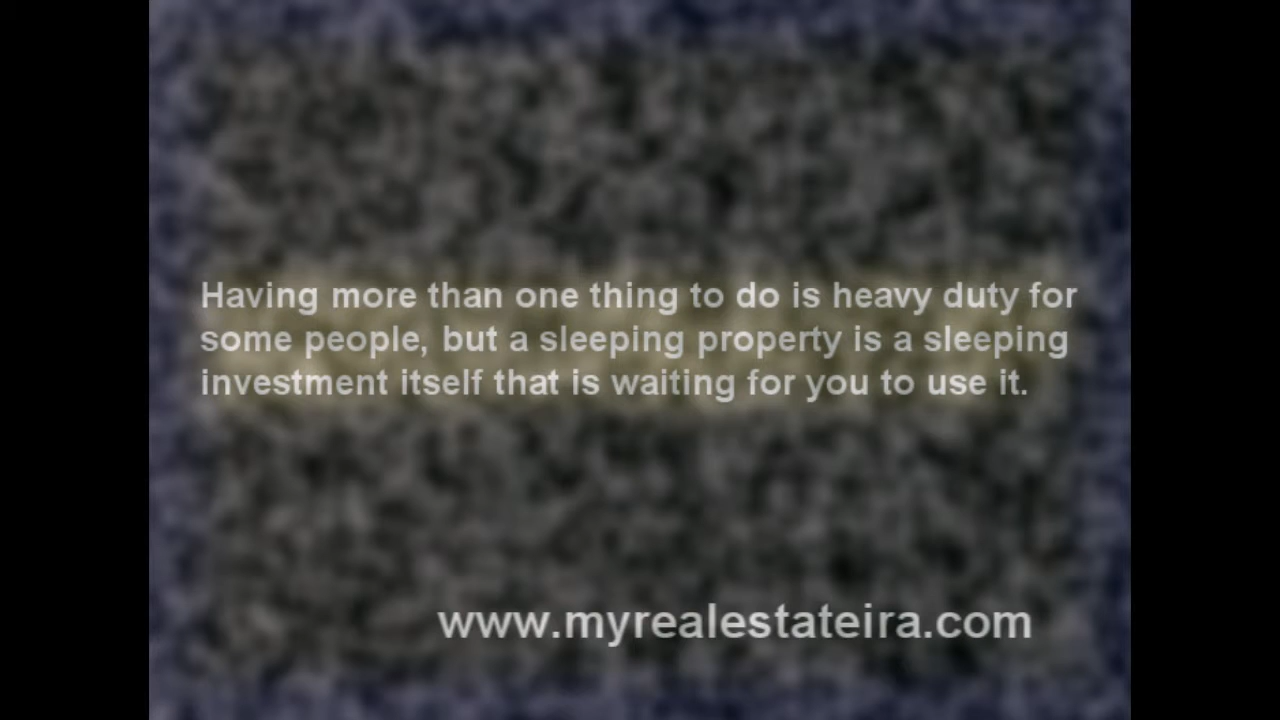 Having more than one thing to do is heavy duty for
some people, but a sleeping property is a sleeping
investment itself that is waiting for you to use it.
www.myrealestateira.com